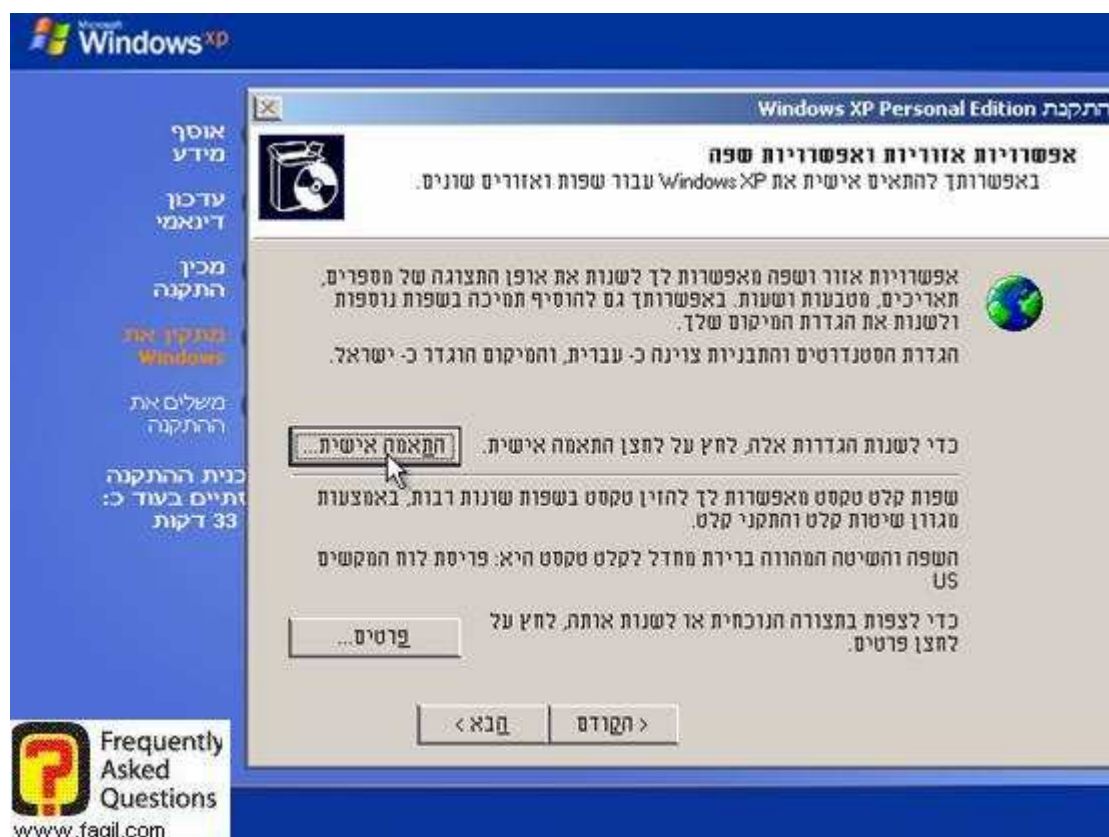 Microsoft
Windows xp
התקנת Windows XP Personal Edition
אפשרויות אזוריות ואפשרויות שפה
באפשרותך להתאים אישית את Windows XP עבור שפות ואזורים שונים.
אוסף
מידע
עדכון
דינאמי
מכין
התקנה
מתקין את
Windows
משלים את
ההתקנה
כנית ההתקנה
סתיים בעוד כ:
33 דקות
אפשרויות אזור ושפה מאפשרות לך לשנות את אופן התצוגה של מספרים,
תאריכים, מטבעות ושעות. באפשרותך גם להוסיף תמיכה בשפות נוספות
ולשנות את הגדרת המיקום שלך.
הגדרת הסטנדרטים והתבניות צוינה כ- עברית, והמיקום הוגדר כ- ישראל.
כדי לשנות הגדרות אלה, לחץ על לחצן התאמה אישית.
התאמה אישית...
שפות קלט טקסט מאפשרות לך להזין טקסט בשפות שונות רבות, באמצעות
מגוון שיטות קלט והתקני קלט.
השפה והשיטה המהווה ברירת מחדל לקלט טקסט היא: פריסת לוח המקשים
US
כדי לצפות בתצורה הנוכחית או לשנות אותה, לחץ על
לחצן פרטים.
פרטים...
< הקודם
הבא >
Frequently
Asked
Questions
www.faqil.com